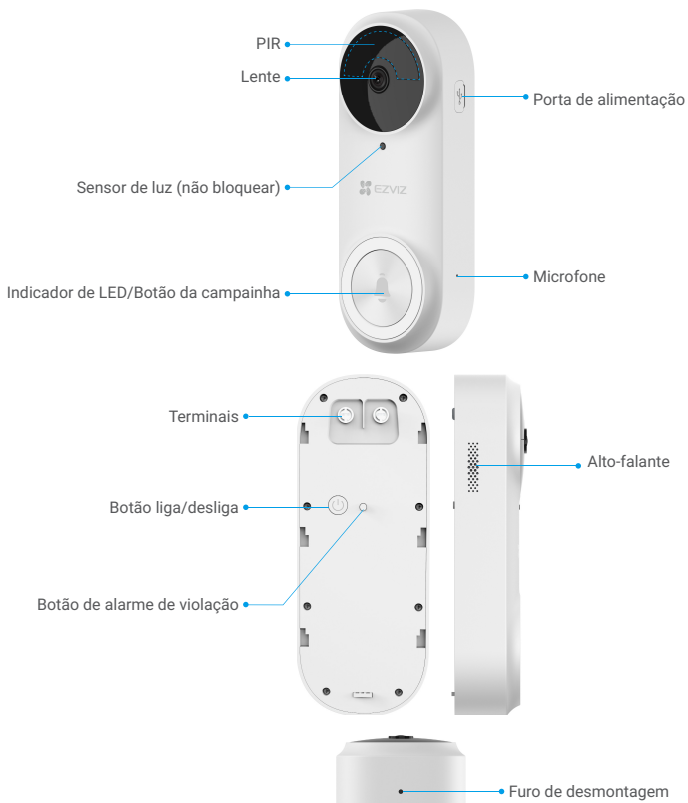 PIR
Lente
Porta de alimentação
Sensor de luz (não bloquear)
EZVIZ
Indicador de LED/Botão da campainha
Microfone
Terminais
Alto-falante
Botão liga/desliga
Botão de alarme de violação
Furo de desmontagem